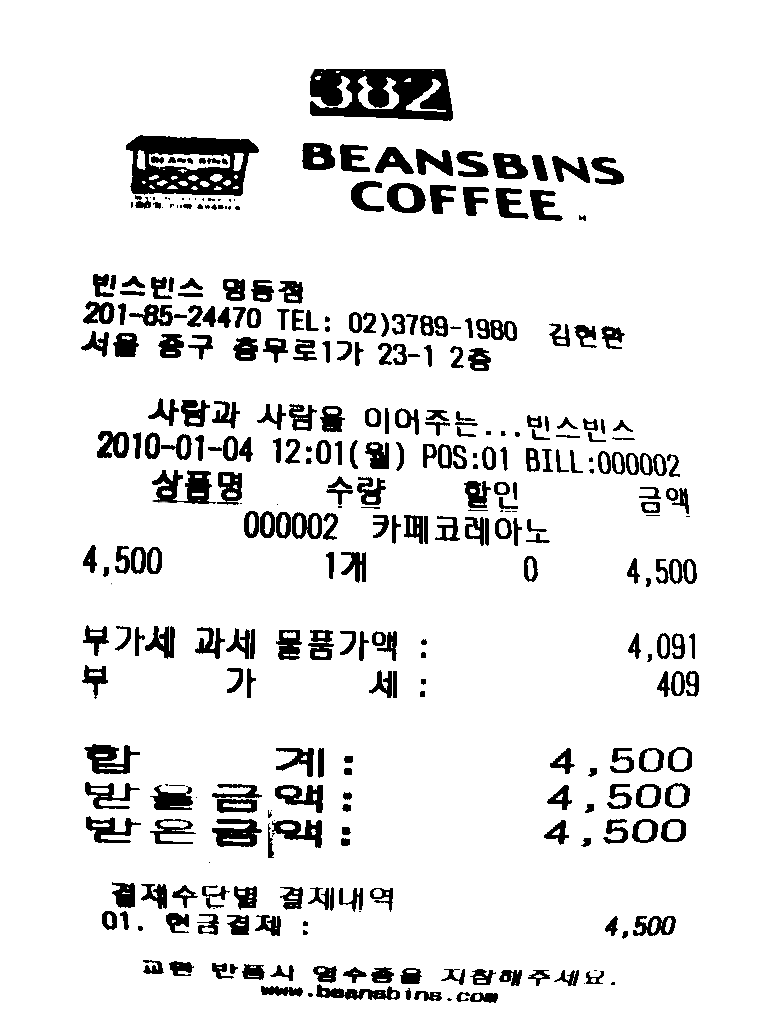 382
BEANS BINS
BEANSBINS
COFFEE
빈스빈스 명동점
201-85-24470 TEL: 02)3789-1980 김현완
서울 중구 충무로1가 23-1 2층
사람과 사람을 이어주는...빈스빈스
2010-01-04 12:01(월) POS:01 BILL:000002
상품명 수량 할인 금액
000002 카페코레아노
4,500 1개 0 4,500
부가세 과세 물품가액 : 4,091
부 가 세 : 409
합 계 : 4,500
받을금액 : 4,500
받은금액 : 4,500
결제수단별 결제내역
01. 현금결제 : 4,500
교환 반품시 영수증을 지참해주세요.
www.beansbins.com